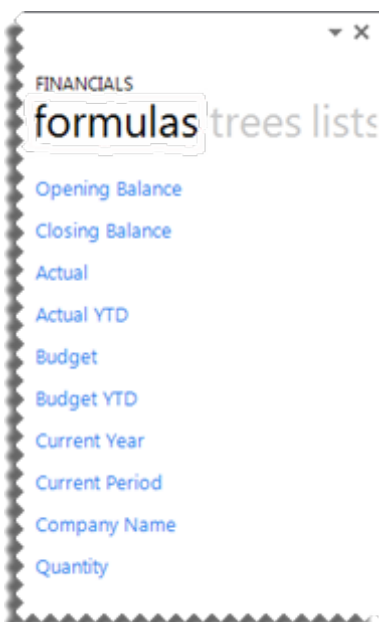 FINANCIALS
formulas trees lists
Opening Balance
Closing Balance
Actual
Actual YTD
Budget
Budget YTD
Current Year
Current Period
Company Name
Quantity